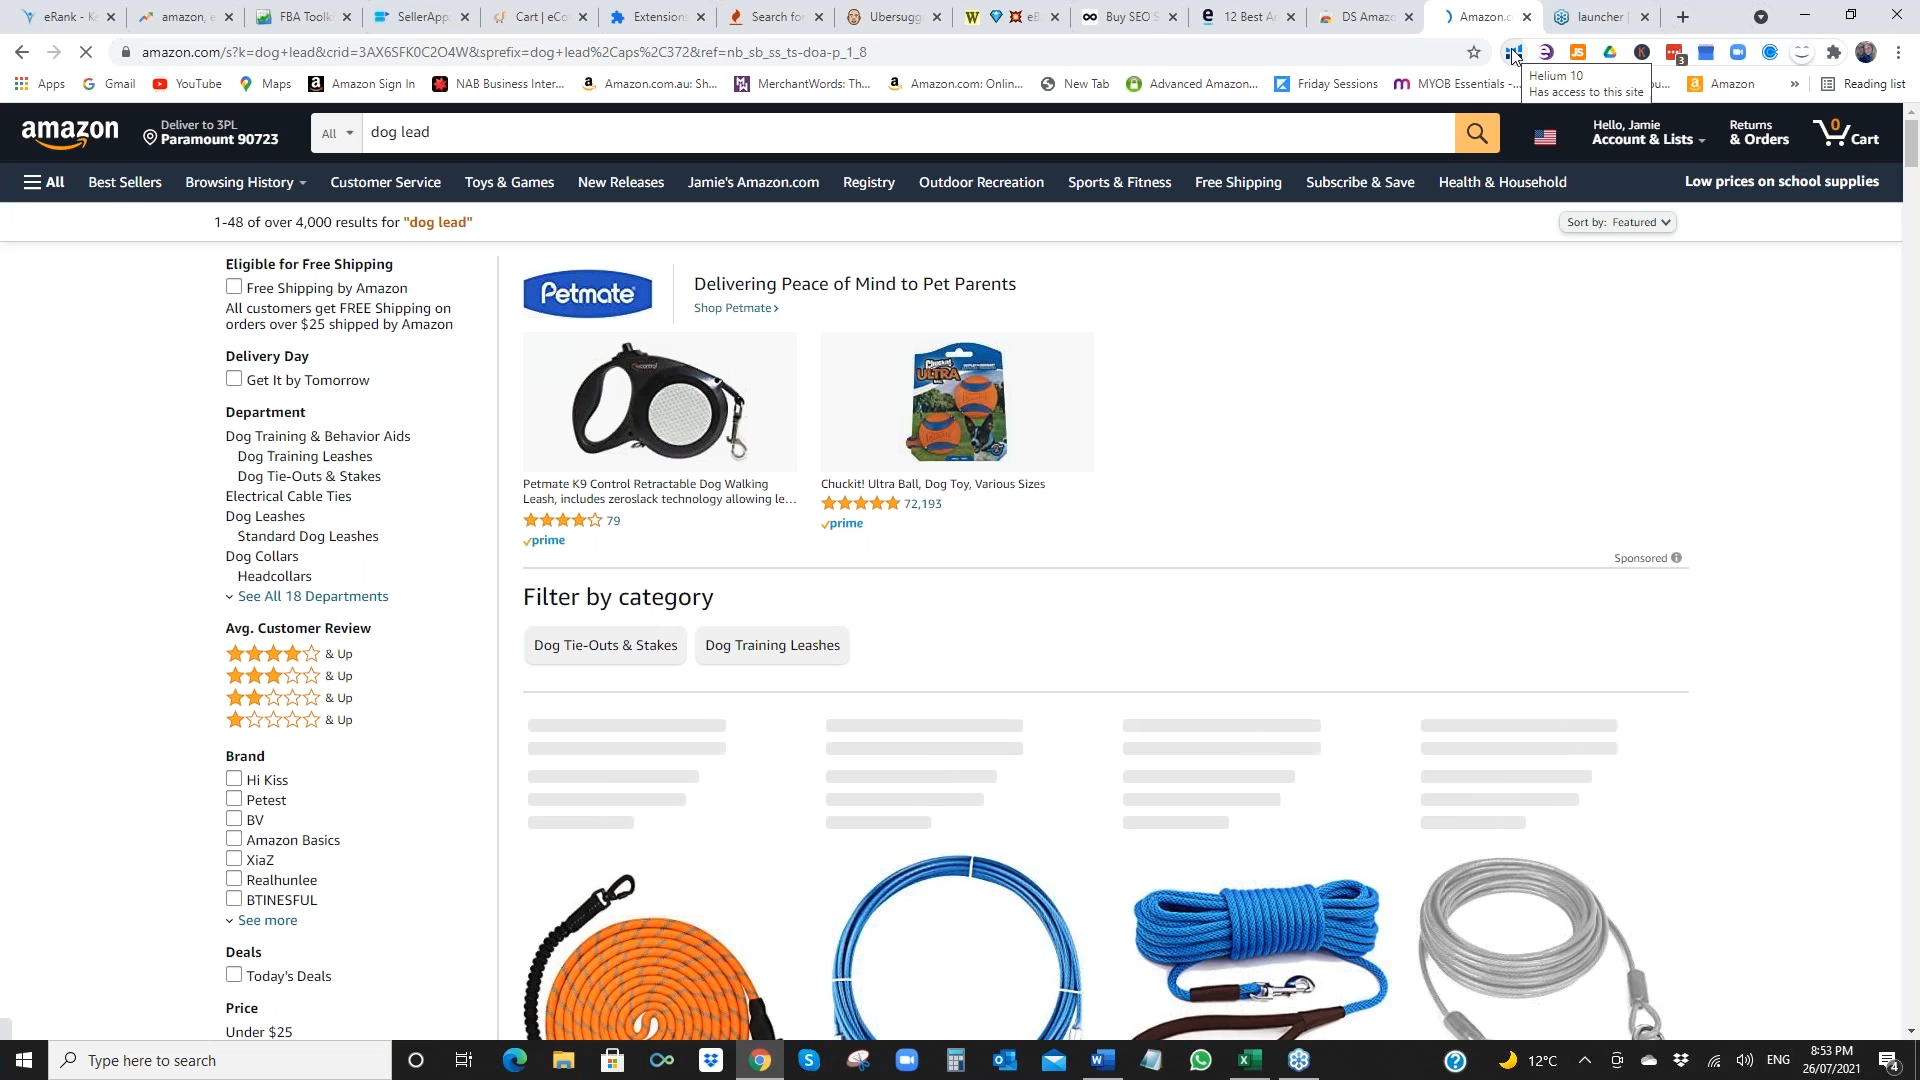 eRank - Ke
amazon, e
FBA Toolk
SellerApp
Cart | eCo
Extension
Search fo
Ubersugg
eB
Buy SEO S
12 Best A
DS Amaz
Amazon.c
launcher |
amazon.com/s?k=dog+lead&crid=3AX6SFK0C2O4W&sprefix=dog+lead%2Caps%2C372&ref=nb_sb_ss_ts-doa-p_1_8
Helium 10
Has access to this site
Apps
Gmail
YouTube
Maps
Amazon Sign In
NAB Business Inter...
Amazon.com.au: Sh...
MerchantWords: Th...
Amazon.com: Onlin...
New Tab
Advanced Amazon...
Friday Sessions
MYOB Essentials -...
Amazon
Reading list
amazon
Deliver to 3PL
Paramount 90723
All
dog lead
Hello, Jamie
Account & Lists
Returns
& Orders
0
Cart
All
Best Sellers
Browsing History
Customer Service
Toys & Games
New Releases
Jamie's Amazon.com
Registry
Outdoor Recreation
Sports & Fitness
Free Shipping
Subscribe & Save
Health & Household
Low prices on school supplies
1-48 of over 4,000 results for "dog lead"
Sort by: Featured
Eligible for Free Shipping
Free Shipping by Amazon
All customers get FREE Shipping on
orders over $25 shipped by Amazon
Delivery Day
Get It by Tomorrow
Department
Dog Training & Behavior Aids
Dog Training Leashes
Dog Tie-Outs & Stakes
Electrical Cable Ties
Dog Leashes
Standard Dog Leashes
Dog Collars
Headcollars
See All 18 Departments
Avg. Customer Review
& Up
& Up
& Up
& Up
Brand
Hi Kiss
Petest
BV
Amazon Basics
XiaZ
Realhunlee
BTINESFUL
See more
Deals
Today's Deals
Price
Under $25
Petmate
Delivering Peace of Mind to Pet Parents
Shop Petmate ›
Chuckit!
ULTRA
BALL
Petmate K9 Control Retractable Dog Walking
Leash, includes zeroslack technology allowing le...
79
prime
Chuckit! Ultra Ball, Dog Toy, Various Sizes
72,193
prime
Sponsored
Filter by category
Dog Tie-Outs & Stakes
Dog Training Leashes
Type here to search
12°C
ENG
8:53 PM
26/07/2021
4